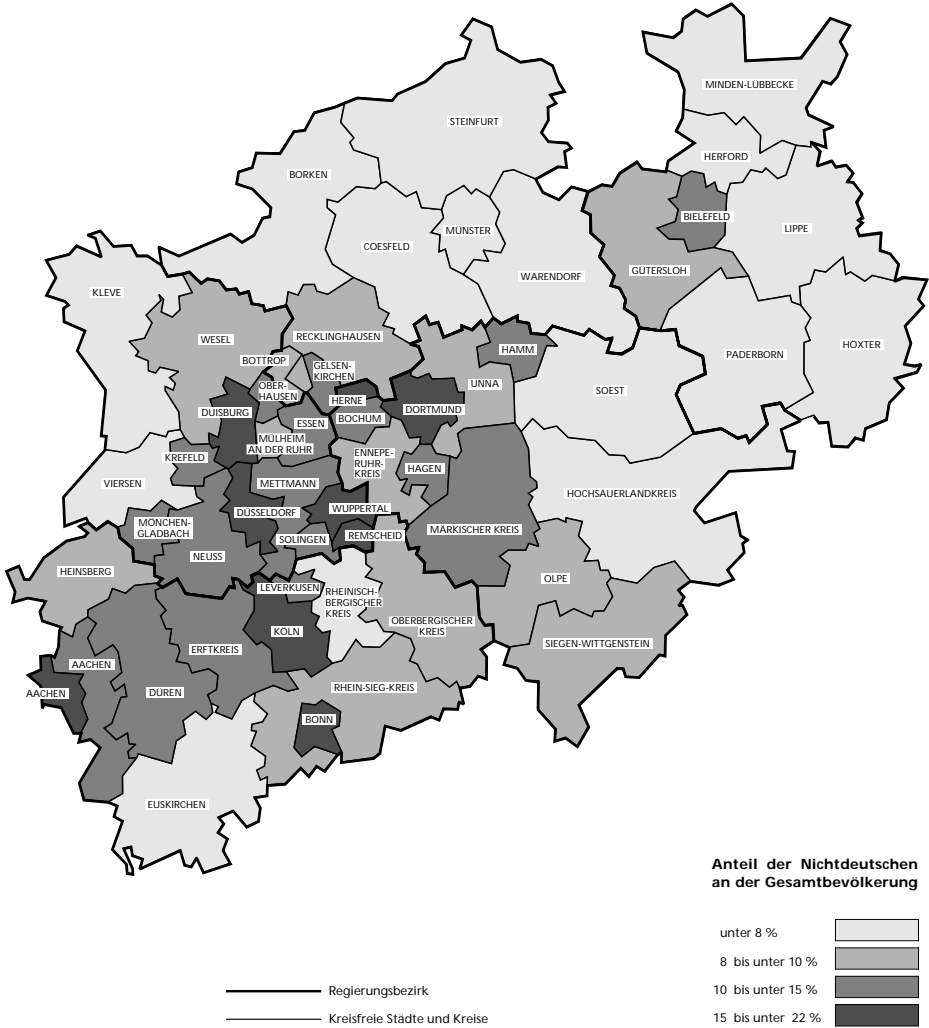 MINDEN-LÜBBECKE
STEINFURT
HERFORD
BORKEN
BIELEFELD
LIPPE
MÜNSTER
COESFELD
GÜTERSLOH
WARENDORF
KLEVE
RECKLINGHAUSEN
WESEL
HAMM
HÖXTER
PADERBORN
BOTTROP
GELSEN-
KIRCHEN
UNNA
OBER-
HAUSEN
SOEST
HERNE
DUISBURG
DORTMUND
BOCHUM
ESSEN
MÜLHEIM
AN DER RUHR
ENNEPE-
RUHR-
KREIS
KREFELD
HAGEN
VIERSEN
METTMANN
HOCHSAUERLANDKREIS
WUPPERTAL
DÜSSELDORF
MÖNCHEN-
GLADBACH
MÄRKISCHER KREIS
REMSCHEID
SOLINGEN
NEUSS
HEINSBERG
OLPE
LEVERKUSEN
RHEINISCH-
BERGISCHER
KREIS
OBERBERGISCHER
KREIS
KÖLN
SIEGEN-WITTGENSTEIN
ERFTKREIS
AACHEN
RHEIN-SIEG-KREIS
AACHEN
DÜREN
BONN
EUSKIRCHEN
Anteil der Nichtdeutschen
an der Gesamtbevölkerung
unter 8 %
8 bis unter 10 %
10 bis unter 15 %
15 bis unter 22 %
Regierungsbezirk
Kreisfreie Städte und Kreise